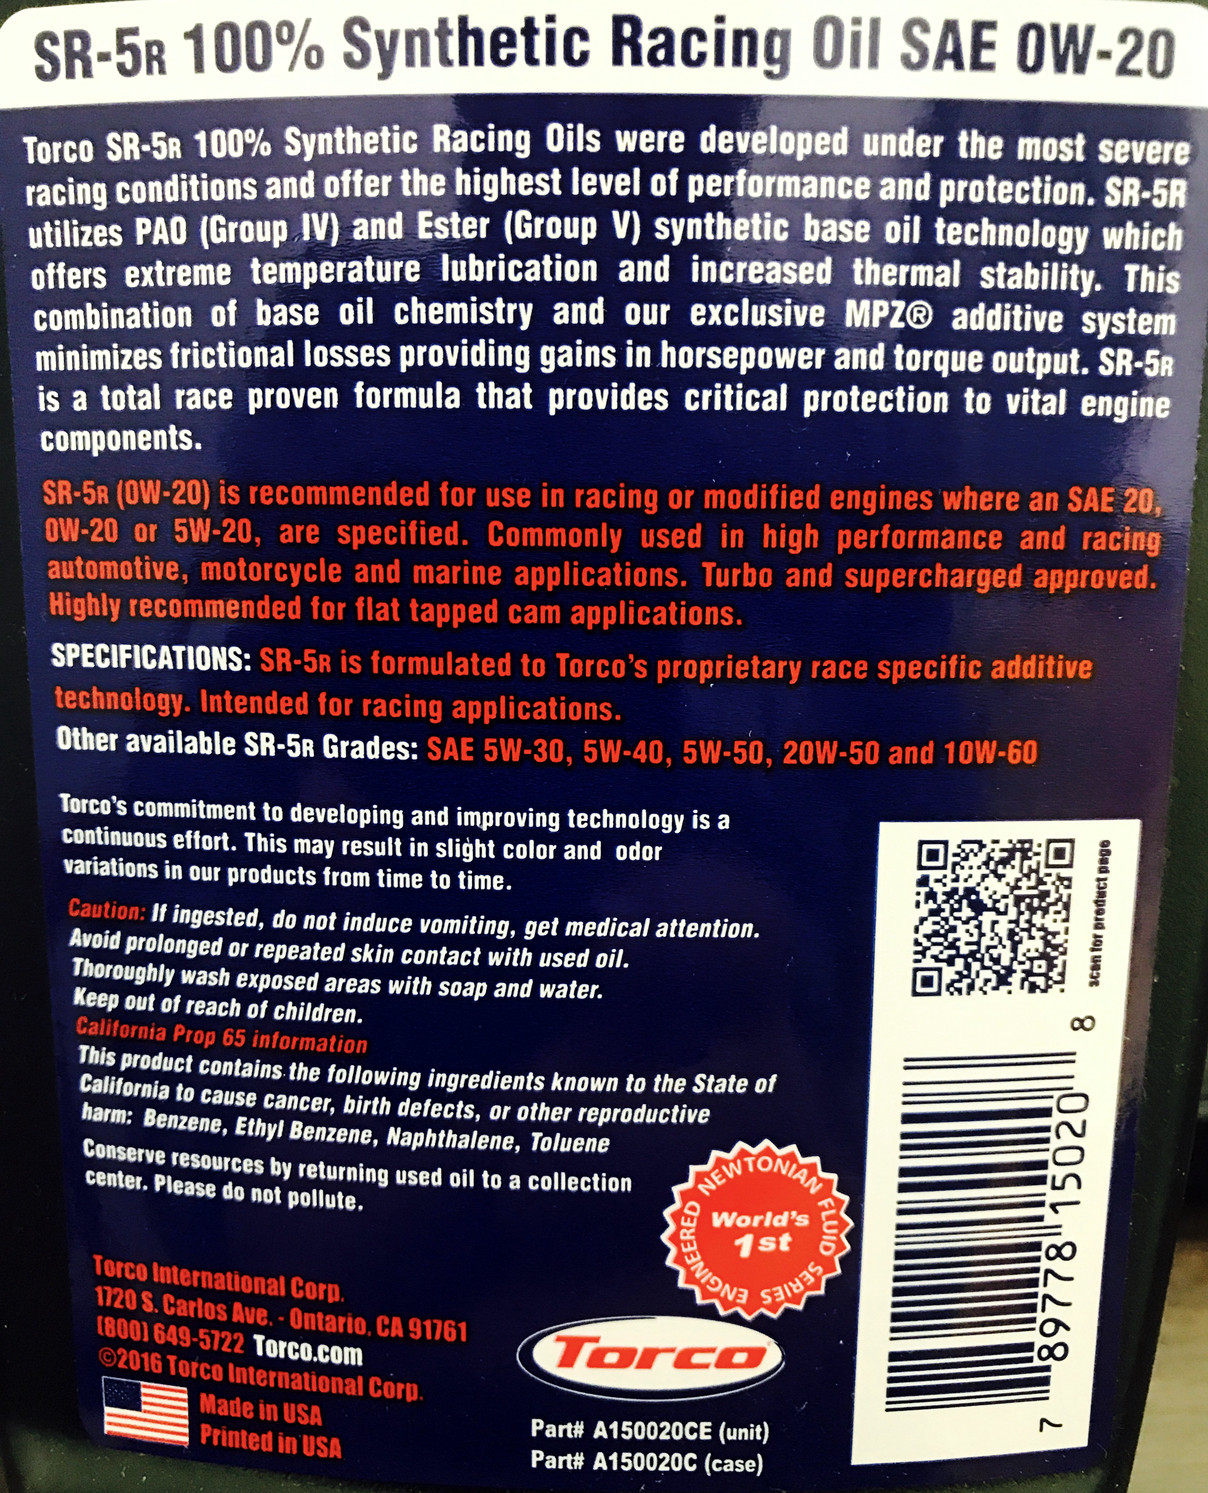 SR-5R 100% Synthetic Racing Oil SAE 0W-20
Torco SR-5R 100% Synthetic Racing Oils were developed under the most severe
racing conditions and offer the highest level of performance and protection. SR-5R
utilizes PAO (Group IV) and Ester (Group V) synthetic base oil technology which
offers extreme temperature lubrication and increased thermal stability. This
combination of base oil chemistry and our exclusive MPZ® additive system
minimizes frictional losses providing gains in horsepower and torque output. SR-5R
is a total race proven formula that provides critical protection to vital engine
components.
SR-5R (0W-20) is recommended for use in racing or modified engines where an SAE 20,
0W-20 or 5W-20, are specified. Commonly used in high performance and racing
automotive, motorcycle and marine applications. Turbo and supercharged approved.
Highly recommended for flat tapped cam applications.
SPECIFICATIONS: SR-5R is formulated to Torco's proprietary race specific additive
technology. Intended for racing applications.
Other available SR-5R Grades: SAE 5W-30, 5W-40, 5W-50, 20W-50 and 10W-60
Torco's commitment to developing and improving technology is a
continuous effort. This may result in slight color and odor
variations in our products from time to time.
Caution: If ingested, do not induce vomiting, get medical attention.
Avoid prolonged or repeated skin contact with used oil.
Thoroughly wash exposed areas with soap and water.
Keep out of reach of children.
California Prop 65 information
This product contains the following ingredients known to the State of
California to cause cancer, birth defects, or other reproductive
harm: Benzene, Ethyl Benzene, Naphthalene, Toluene
Conserve resources by returning used oil to a collection
center. Please do not pollute.
Torco International Corp.
1720 S. Carlos Ave. - Ontario, CA 91761
(800) 649-5722 Torco.com
©2016 Torco International Corp.
Made in USA
Printed in USA
ENGINEERED NEWTONIAN FLUID SERIES
World's
1st
Torco
Part# A150020CE (unit)
Part# A150020C (case)
scan for product page
7 89778 15020 8